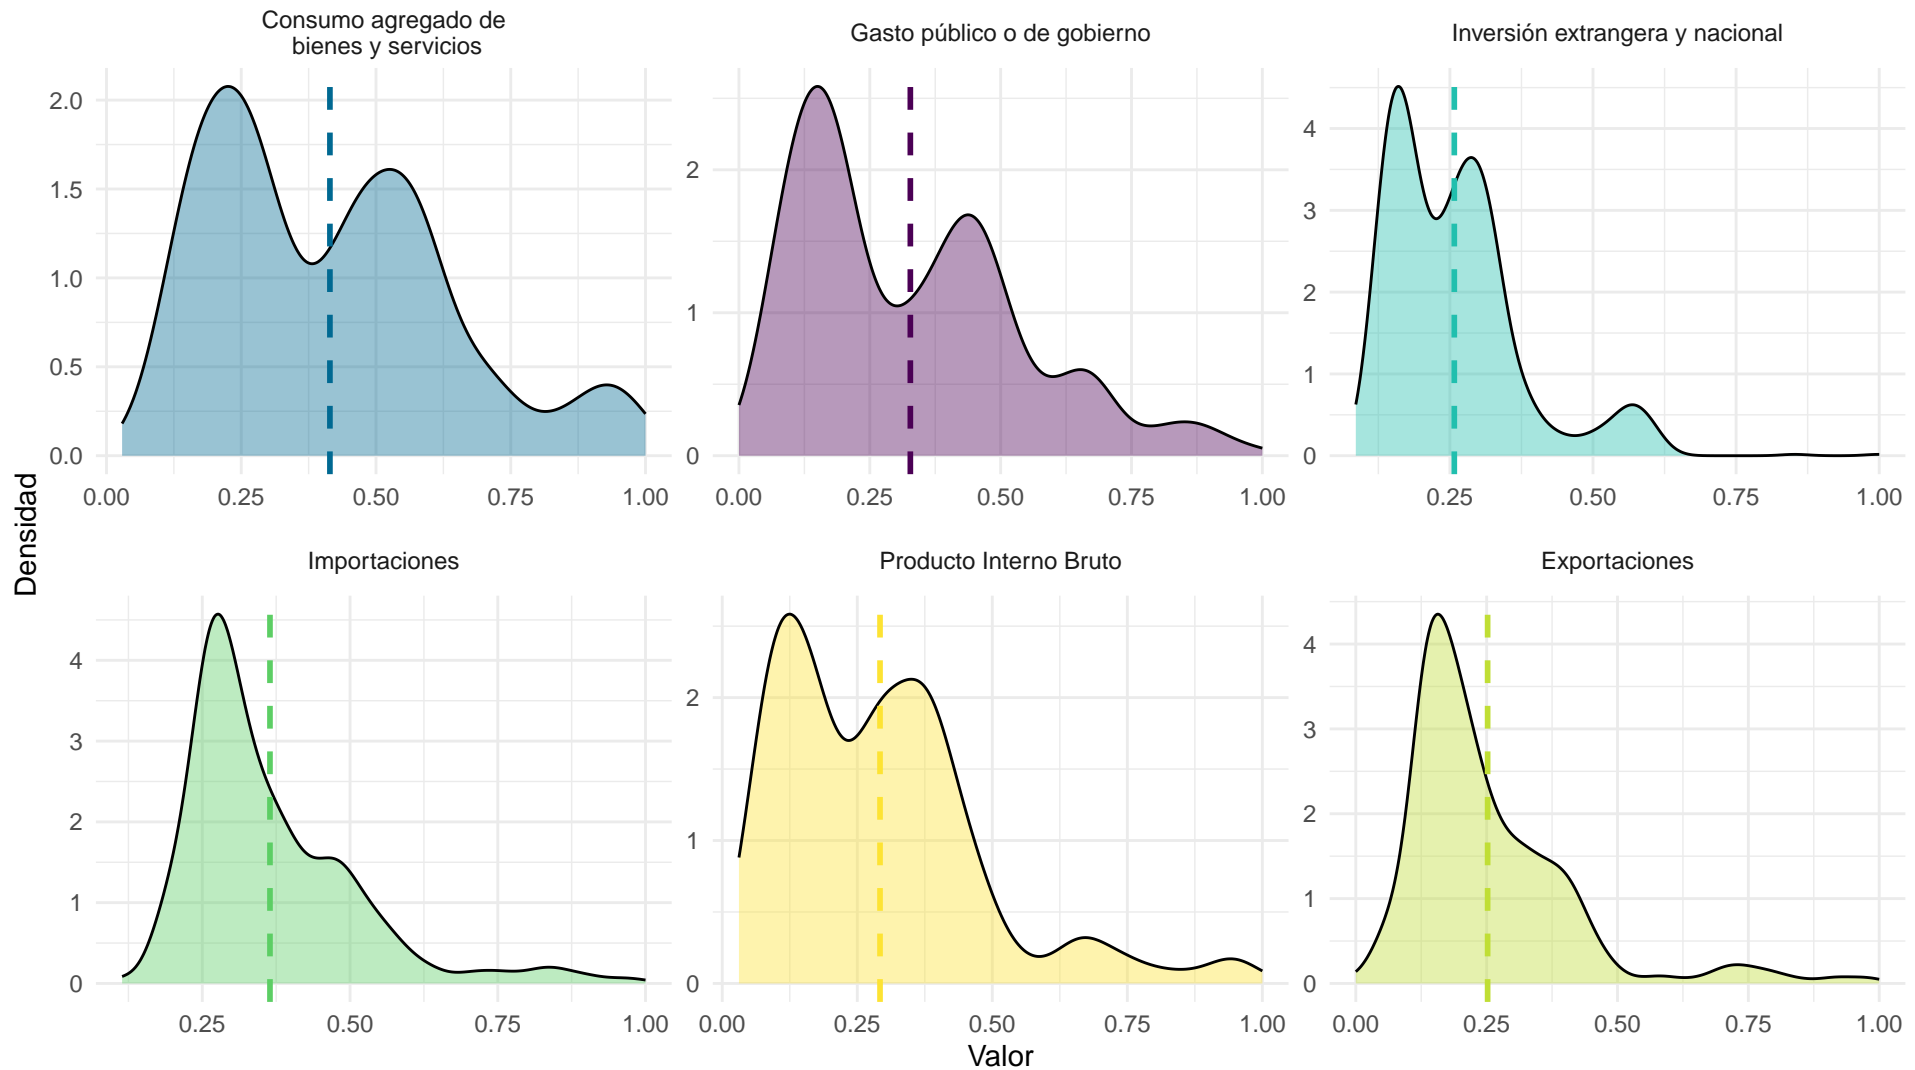 Consumo agregado de
bienes y servicios
Gasto público o de gobierno
Inversión extrangera y nacional
2.0
1.5
1.0
0.5
0.0
0.00 0.25 0.50 0.75 1.00
2
1
0
0.00 0.25 0.50 0.75 1.00
4
3
2
1
0
0.25 0.50 0.75 1.00
Densidad
Importaciones
Producto Interno Bruto
Exportaciones
4
3
2
1
0
0.25 0.50 0.75 1.00
2
1
0
0.00 0.25 0.50 0.75 1.00
4
3
2
1
0
0.00 0.25 0.50 0.75 1.00
Valor